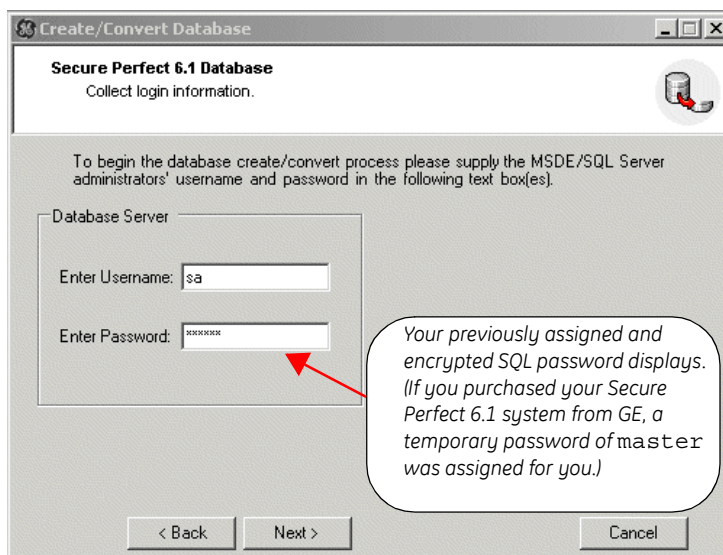 Create/Convert Database
Secure Perfect 6.1 Database
Collect login information.
To begin the database create/convert process please supply the MSDE/SQL Server
administrators' username and password in the following text box(es).
Database Server
Enter Username: sa
Enter Password: ××××××
Your previously assigned and
encrypted SQL password displays.
(If you purchased your Secure
Perfect 6.1 system from GE, a
temporary password of master
was assigned for you.)
< Back
Next >
Cancel